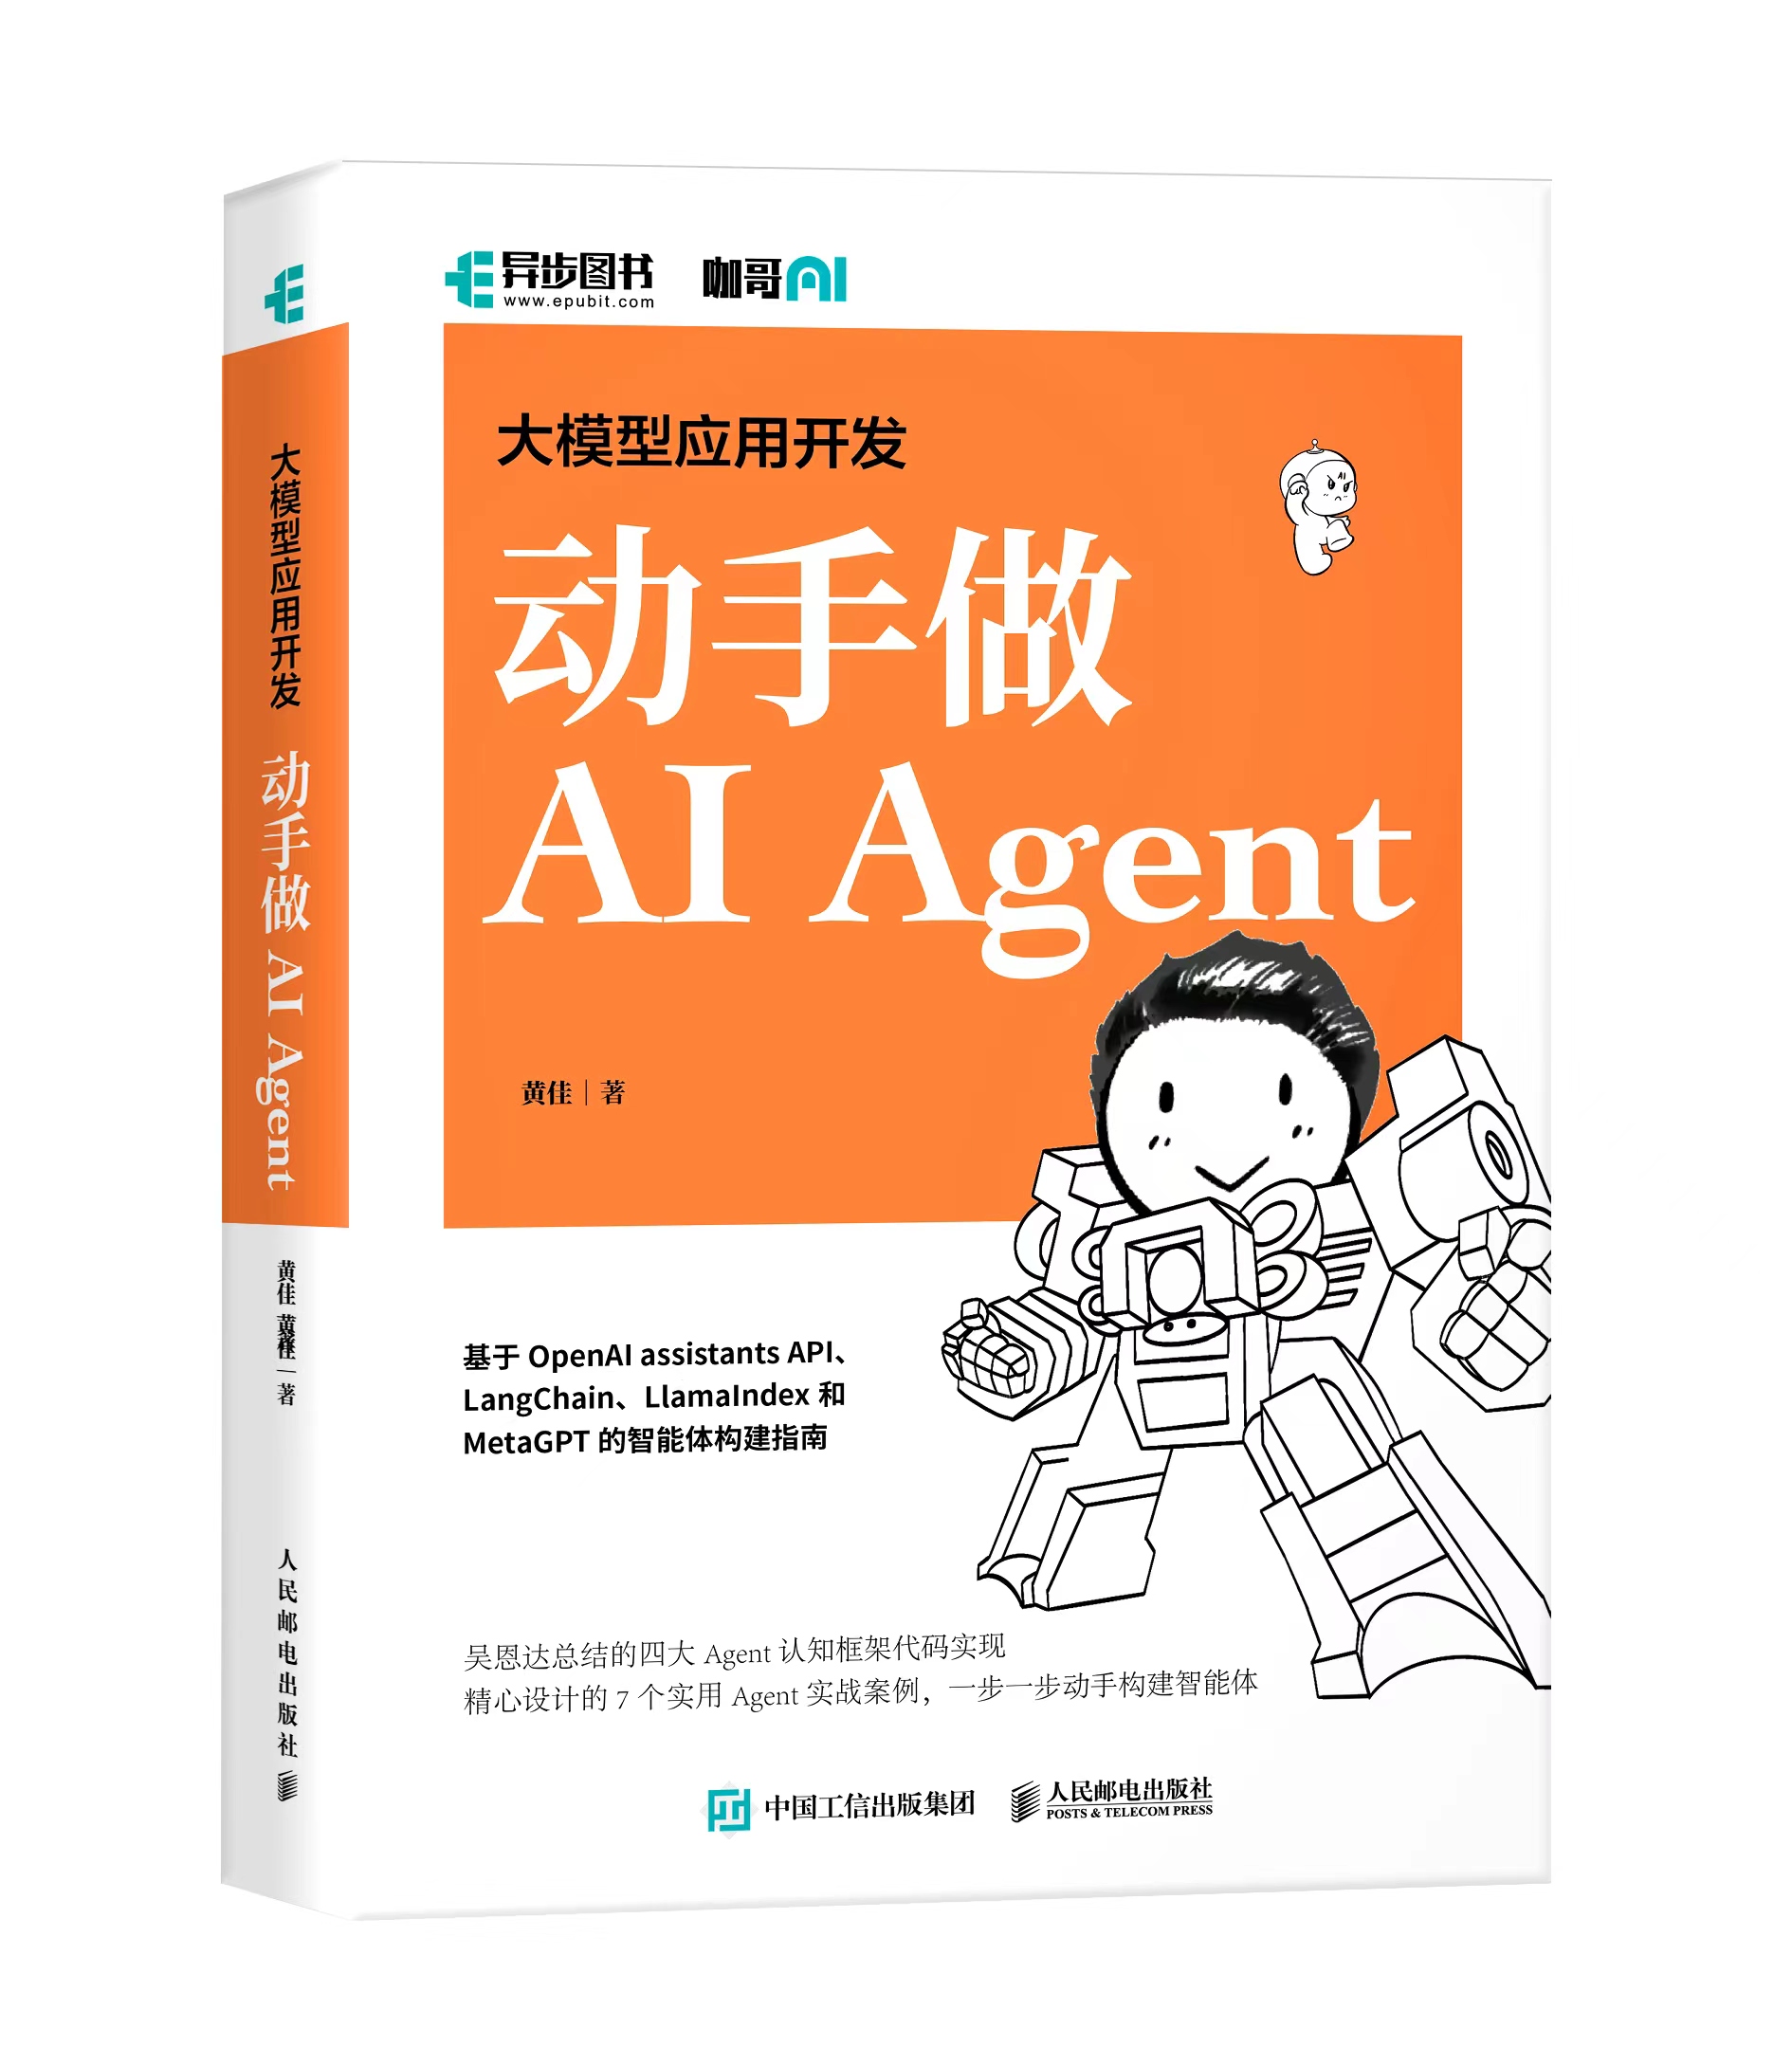 异步图书
www.epubit.com
咖哥AI
大模型应用开发
动手做
AI Agent
黄佳 | 著
基于 OpenAI assistants API、
LangChain、LlamaIndex 和
MetaGPT 的智能体构建指南
吴恩达总结的四大 Agent 认知框架代码实现
精心设计的 7 个实用 Agent 实战案例，一步一步动手构建智能体
中国工信出版集团
人民邮电出版社
POSTS & TELECOM PRESS
AI
大模型应用开发
动手做 AI Agent
黄佳
著
人民邮电出版社